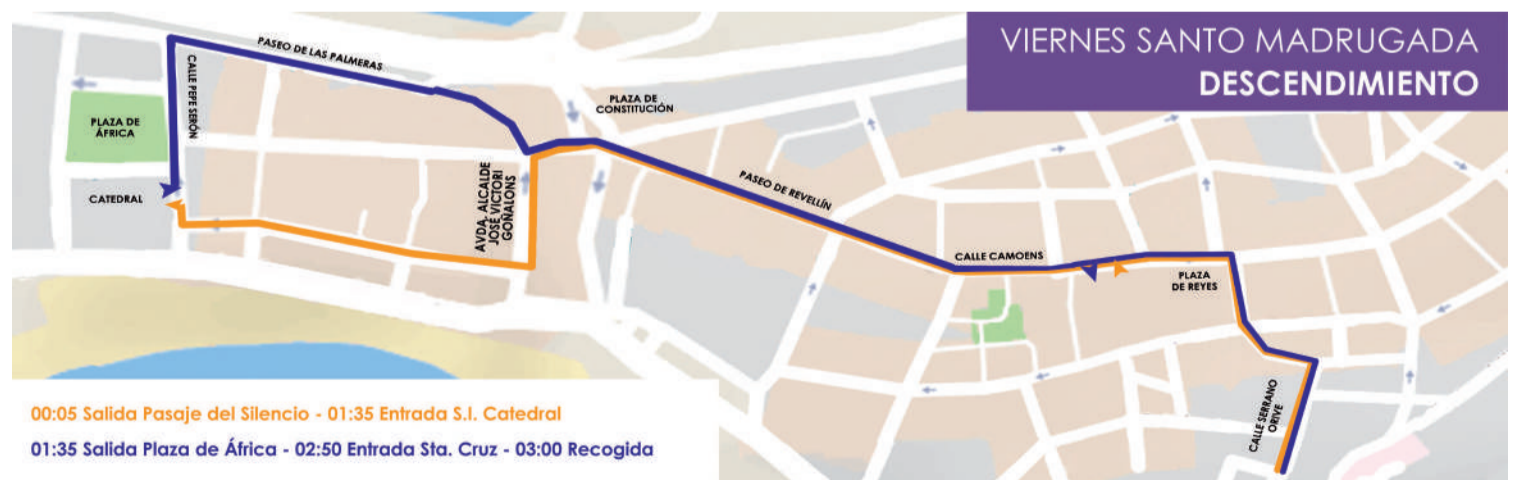 VIERNES SANTO MADRUGADA
DESCENDIMIENTO
PASEO DE LAS PALMERAS
CALLE PEPE SERÓN
PLAZA DE
CONSTITUCIÓN
PLAZA DE
ÁFRICA
CATEDRAL
AVDA. ALCALDE
JOSÉ VICTORI
GOÑALONS
PASEO DE REVELLÍN
CALLE CAMOENS
PLAZA
DE REYES
CALLE SERRANO
ORIVE
00:05 Salida Pasaje del Silencio - 01:35 Entrada S.I. Catedral
01:35 Salida Plaza de África - 02:50 Entrada Sta. Cruz - 03:00 Recogida